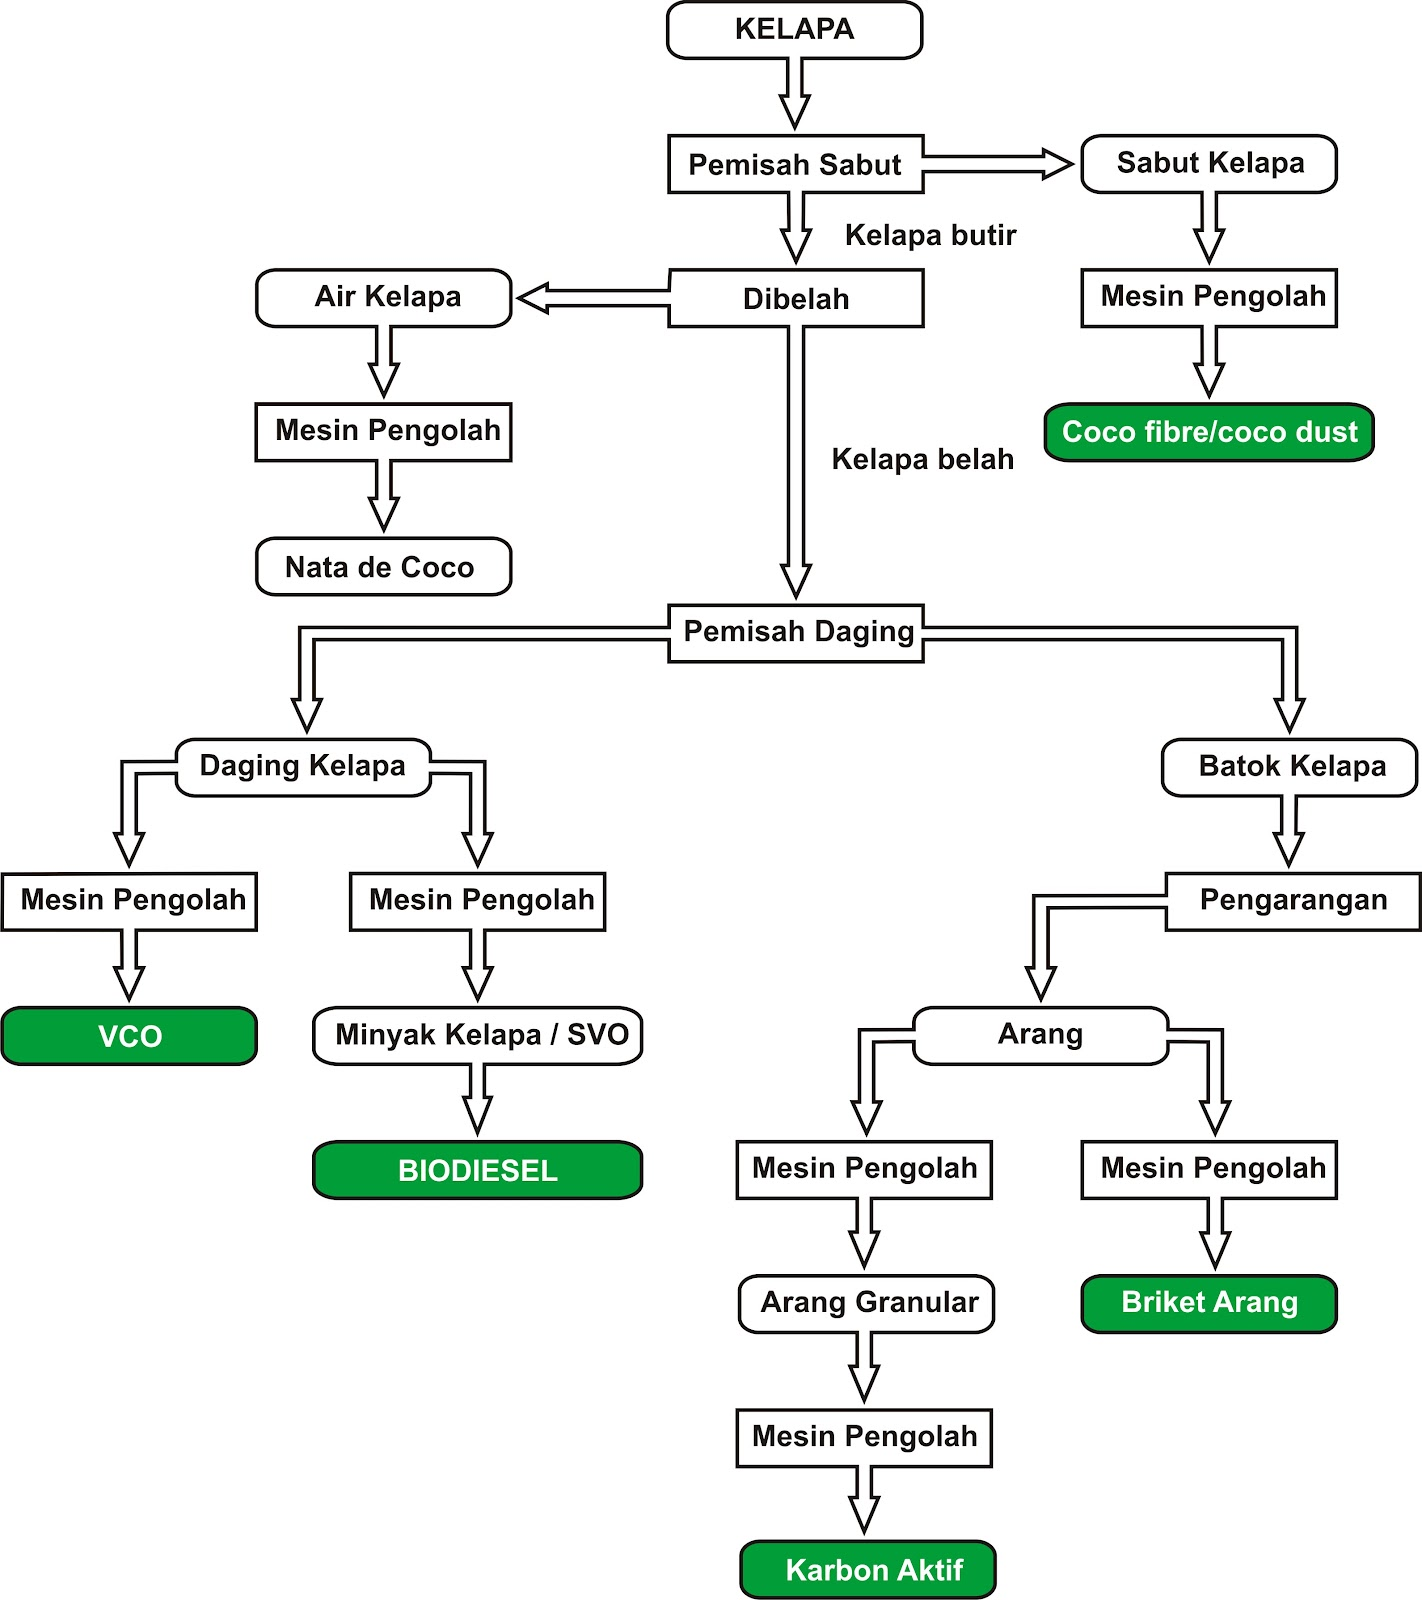 KELAPA
Pemisah Sabut
Sabut Kelapa
Kelapa butir
Air Kelapa
Dibelah
Mesin Pengolah
Mesin Pengolah
Coco fibre/coco dust
Kelapa belah
Nata de Coco
Pemisah Daging
Daging Kelapa
Batok Kelapa
Mesin Pengolah
Mesin Pengolah
Pengarangan
VCO
Minyak Kelapa / SVO
Arang
BIODIESEL
Mesin Pengolah
Mesin Pengolah
Arang Granular
Briket Arang
Mesin Pengolah
Karbon Aktif